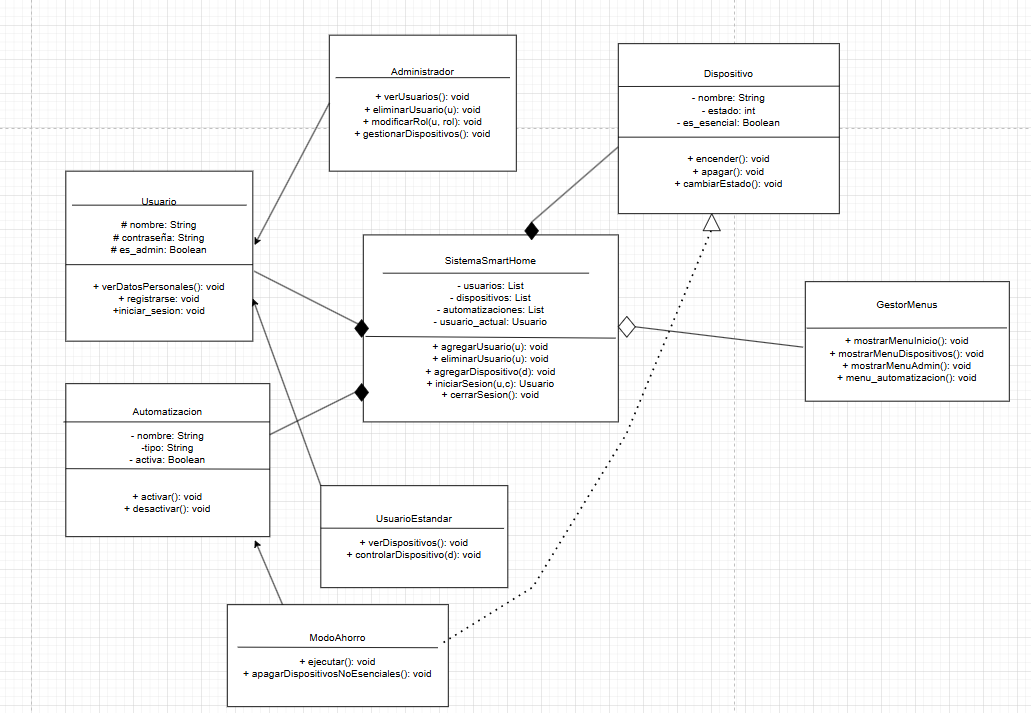 Administrador
+ verUsuarios(): void
+ eliminarUsuario(u): void
+ modificarRol(u, rol): void
+ gestionarDispositivos(): void
Dispositivo
- nombre: String
- estado: int
- es_esencial: Boolean
+ encender(): void
+ apagar(): void
+ cambiarEstado(): void
Usuario
# nombre: String
# contraseña: String
# es_admin: Boolean
+ verDatosPersonales(): void
+ registrarse: void
+iniciar_sesion: void
SistemaSmartHome
- usuarios: List
- dispositivos: List
- automatizaciones: List
- usuario_actual: Usuario
+ agregarUsuario(u): void
+ eliminarUsuario(u): void
+ agregarDispositivo(d): void
+ iniciarSesion(u,c): Usuario
+ cerrarSesion(): void
GestorMenus
+ mostrarMenuInicio(): void
+ mostrarMenuDispositivos(): void
+ mostrarMenuAdmin(): void
+ menu_automatizacion(): void
Automatizacion
- nombre: String
-tipo: String
- activa: Boolean
+ activar(): void
+ desactivar(): void
UsuarioEstandar
+ verDispositivos(): void
+ controlarDispositivo(d): void
ModoAhorro
+ ejecutar(): void
+ apagarDispositivosNoEsenciales(): void